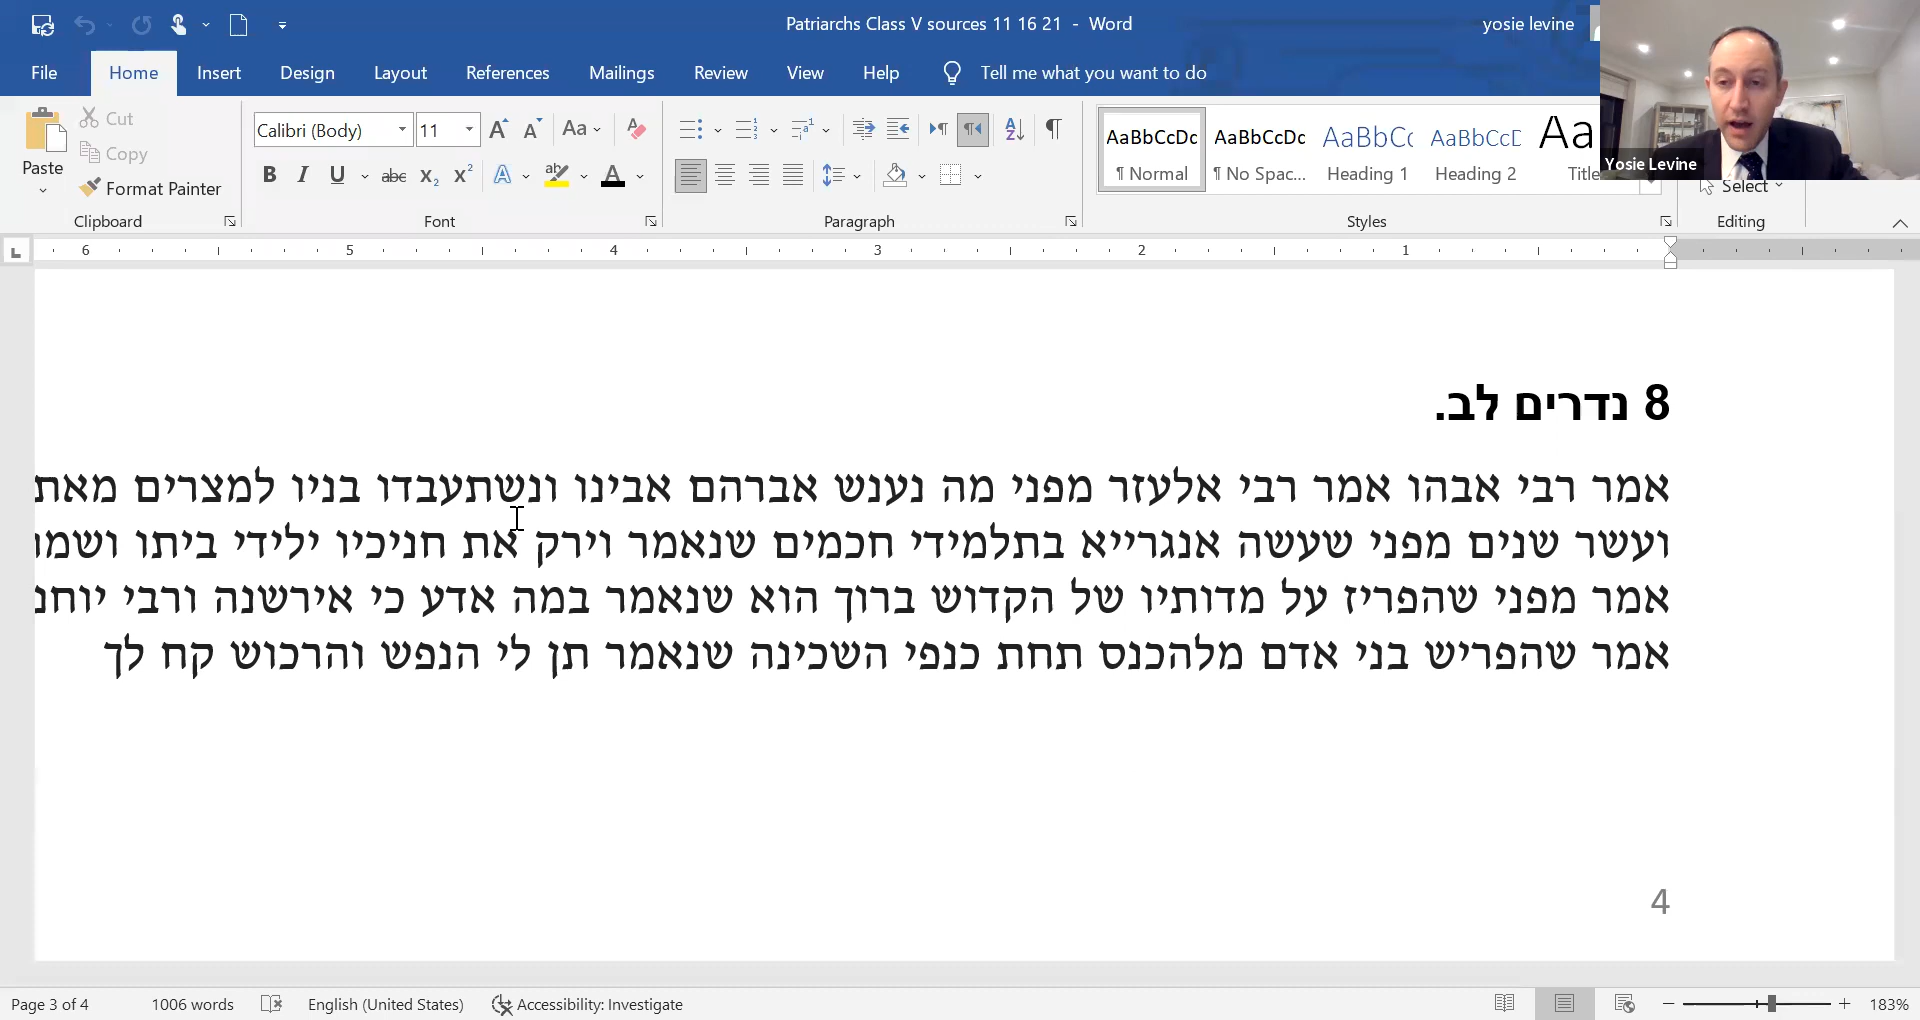 Patriarchs Class V sources 11 16 21 - Word
yosie levine
File Home Insert Design Layout References Mailings Review View Help Tell me what you want to do
Paste
Cut
Copy
Format Painter
Clipboard
Calibri (Body) 11
Font
Paragraph
AaBbCcDc AaBbCcDc AaBbC AaBbCcD Aa
¶ Normal ¶ No Spac... Heading 1 Heading 2 Title
Styles
Select
Editing
Yosie Levine
6 5 4 3 2 1
8 נדרים לב.
אמר רבי אבהו אמר רבי אלעזר מפני מה נענש אברהם אבינו ונשתעבדו בניו למצרים מאת
ועשר שנים מפני שעשה אנגרייא בתלמידי חכמים שנאמר וירק את חניכיו ילידי ביתו
אמר מפני שהפריז על מדותיו של הקדוש ברוך הוא שנאמר במה אדע כי אירשנה ורבי
אמר שהפריש בני אדם מלהכנס תחת כנפי השכינה שנאמר תן לי הנפש והרכוש קח לך
4
Page 3 of 4 1006 words English (United States) Accessibility: Investigate 183%